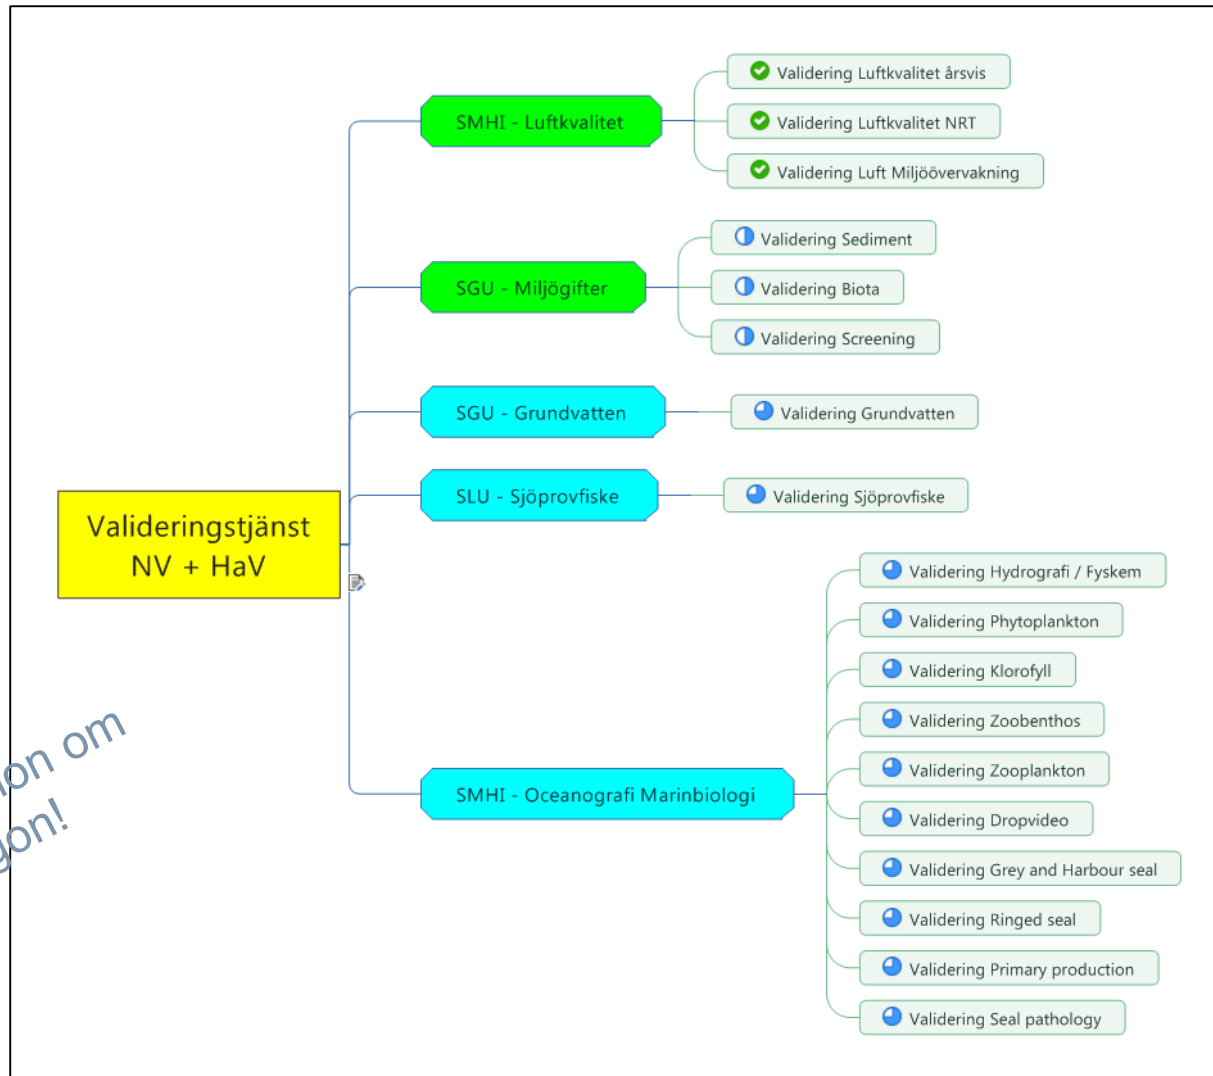 Validering Luftkvalitet årsvis
SMHI - Luftkvalitet
Validering Luftkvalitet NRT
Validering Luft Miljöövervakning
Validering Sediment
SGU - Miljögifter
Validering Biota
Validering Screening
SGU - Grundvatten
Validering Grundvatten
SLU - Sjöprovfiske
Validering Sjöprovfiske
Valideringstjänst
NV + HaV
Validering Hydrografi / Fyskem
Validering Phytoplankton
Validering Klorofyll
Validering Zoobenthos
Validering Zooplankton
SMHI - Oceanografi Marinbiologi
Validering Dropvideo
Validering Grey and Harbour seal
Validering Ringed seal
Validering Primary production
Validering Seal pathology
om